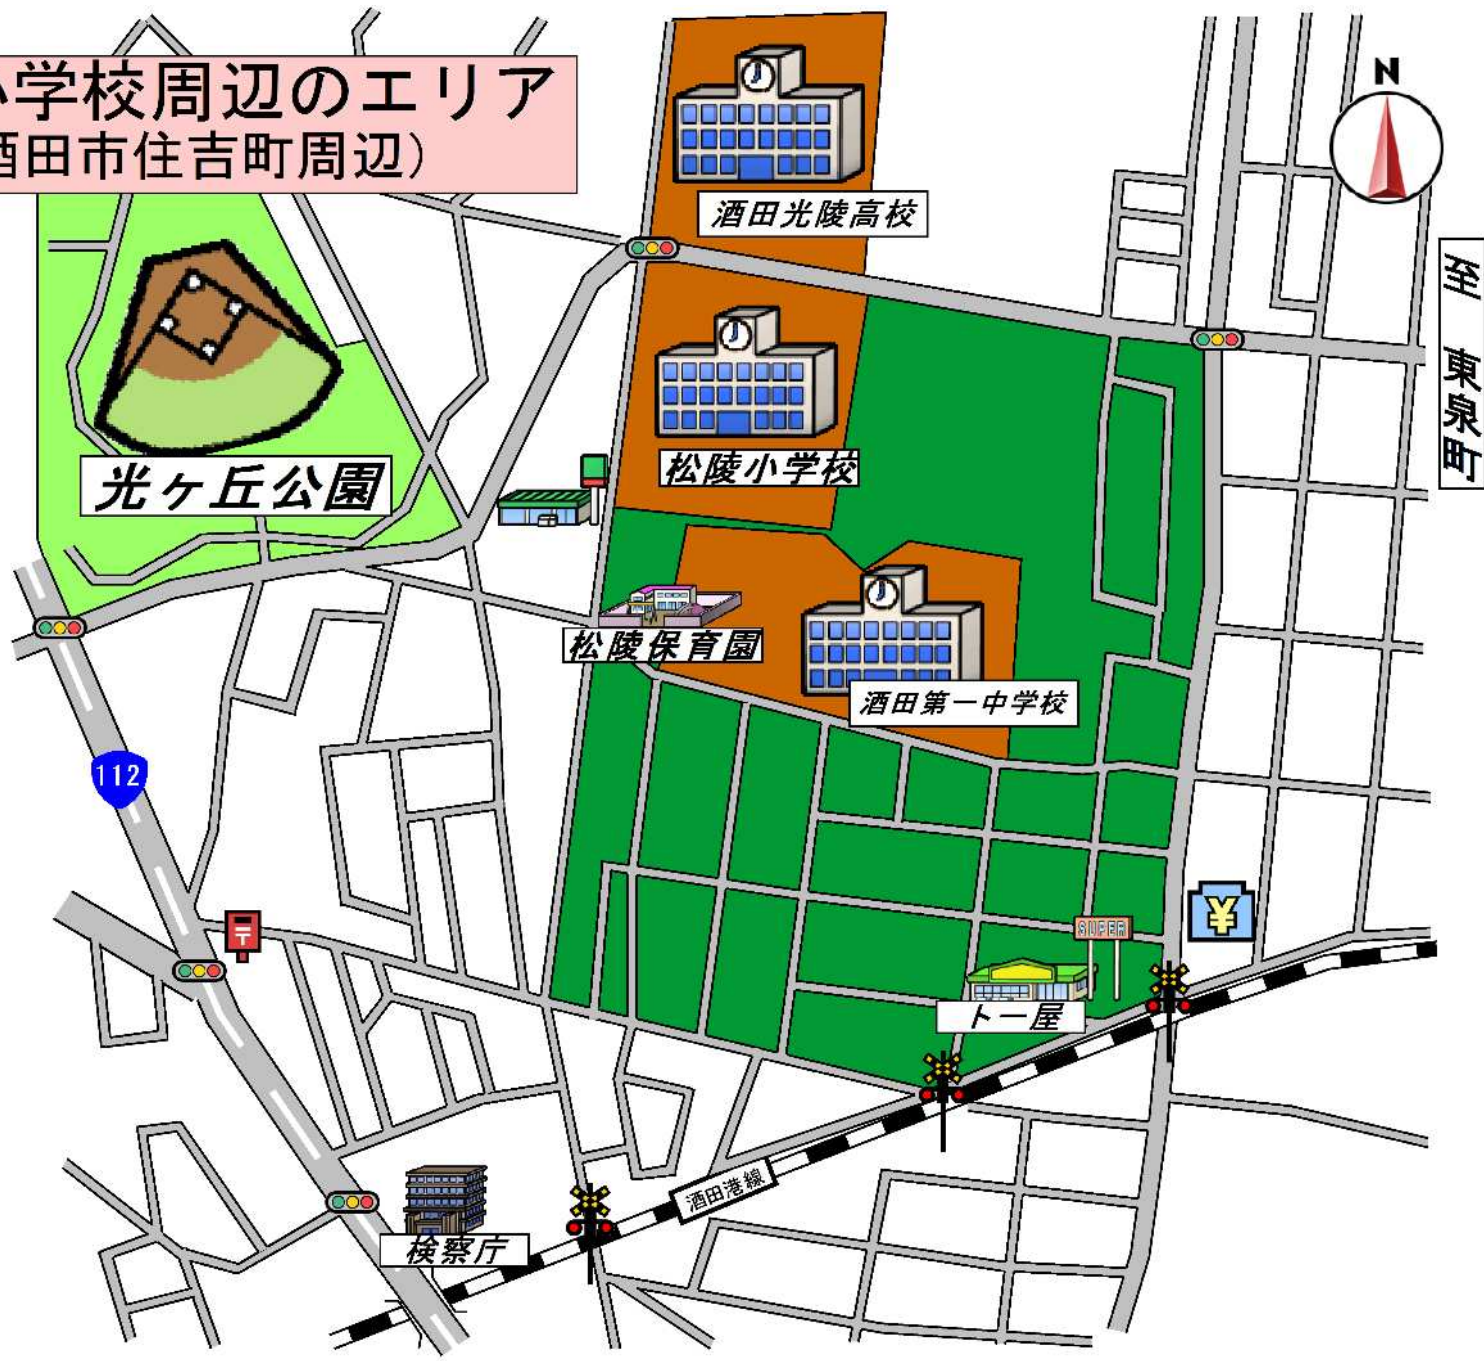 小学校周辺のエリア
酒田市住吉町周辺）
N
酒田光陵高校
至 東泉町
松陵小学校
光ヶ丘公園
松陵保育園
酒田第一中学校
112
〒
¥
SUPER
トー屋
酒田港線
検察庁